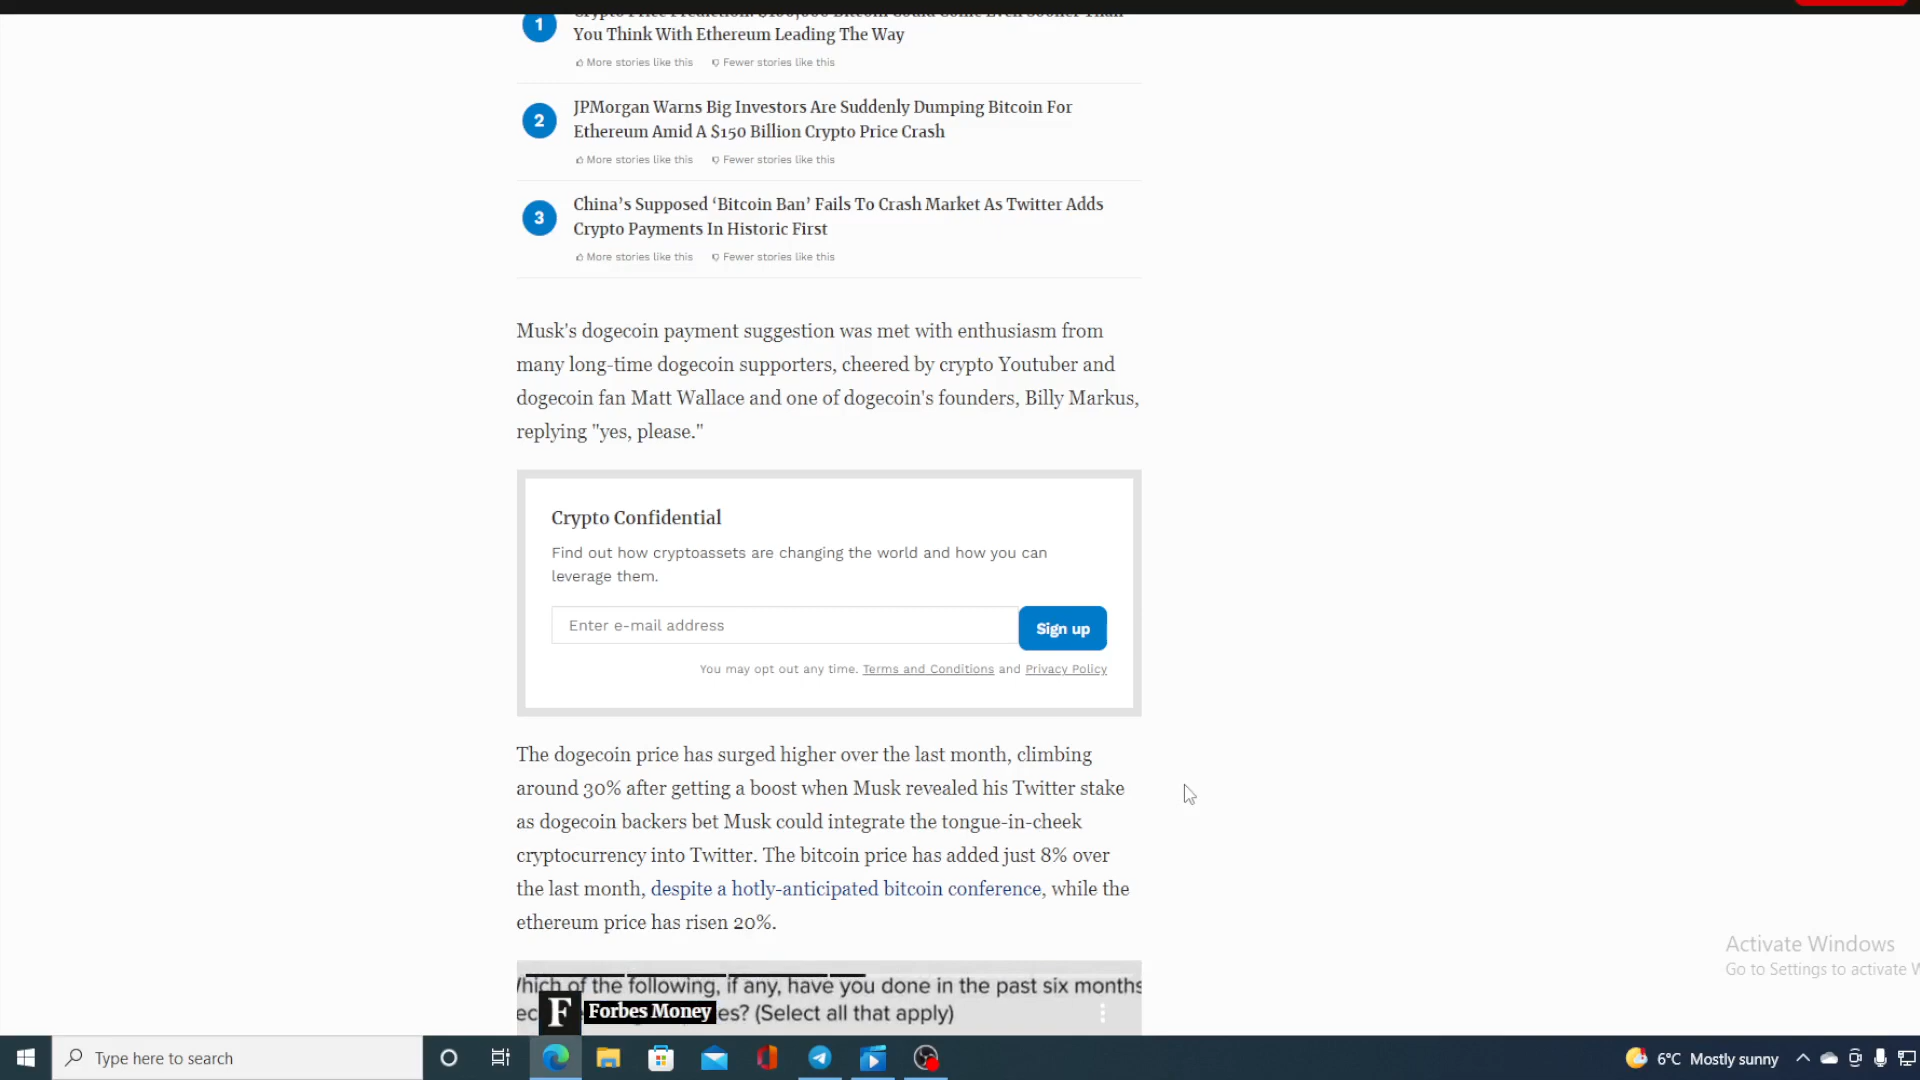 You Think With Ethereum Leading The Way
More stories like this Fewer stories like this
2
JPMorgan Warns Big Investors Are Suddenly Dumping Bitcoin For
Ethereum Amid A $150 Billion Crypto Price Crash
More stories like this Fewer stories like this
3
China’s Supposed ‘Bitcoin Ban’ Fails To Crash Market As Twitter Adds
Crypto Payments In Historic First
More stories like this Fewer stories like this
Musk's dogecoin payment suggestion was met with enthusiasm from
many long-time dogecoin supporters, cheered by crypto Youtuber and
dogecoin fan Matt Wallace and one of dogecoin's founders, Billy Markus,
replying "yes, please."
Crypto Confidential
Find out how cryptoassets are changing the world and how you can
leverage them.
Enter e-mail address
Sign up
You may opt out any time. Terms and Conditions and Privacy Policy
The dogecoin price has surged higher over the last month, climbing
around 30% after getting a boost when Musk revealed his Twitter stake
as dogecoin backers bet Musk could integrate the tongue-in-cheek
cryptocurrency into Twitter. The bitcoin price has added just 8% over
the last month, despite a hotly-anticipated bitcoin conference, while the
ethereum price has risen 20%.
of the following, if any, have you done in the past six months
F Forbes Money (Select all that apply)
Activate Windows
Go to Settings to activate
Type here to search
6°C Mostly sunny